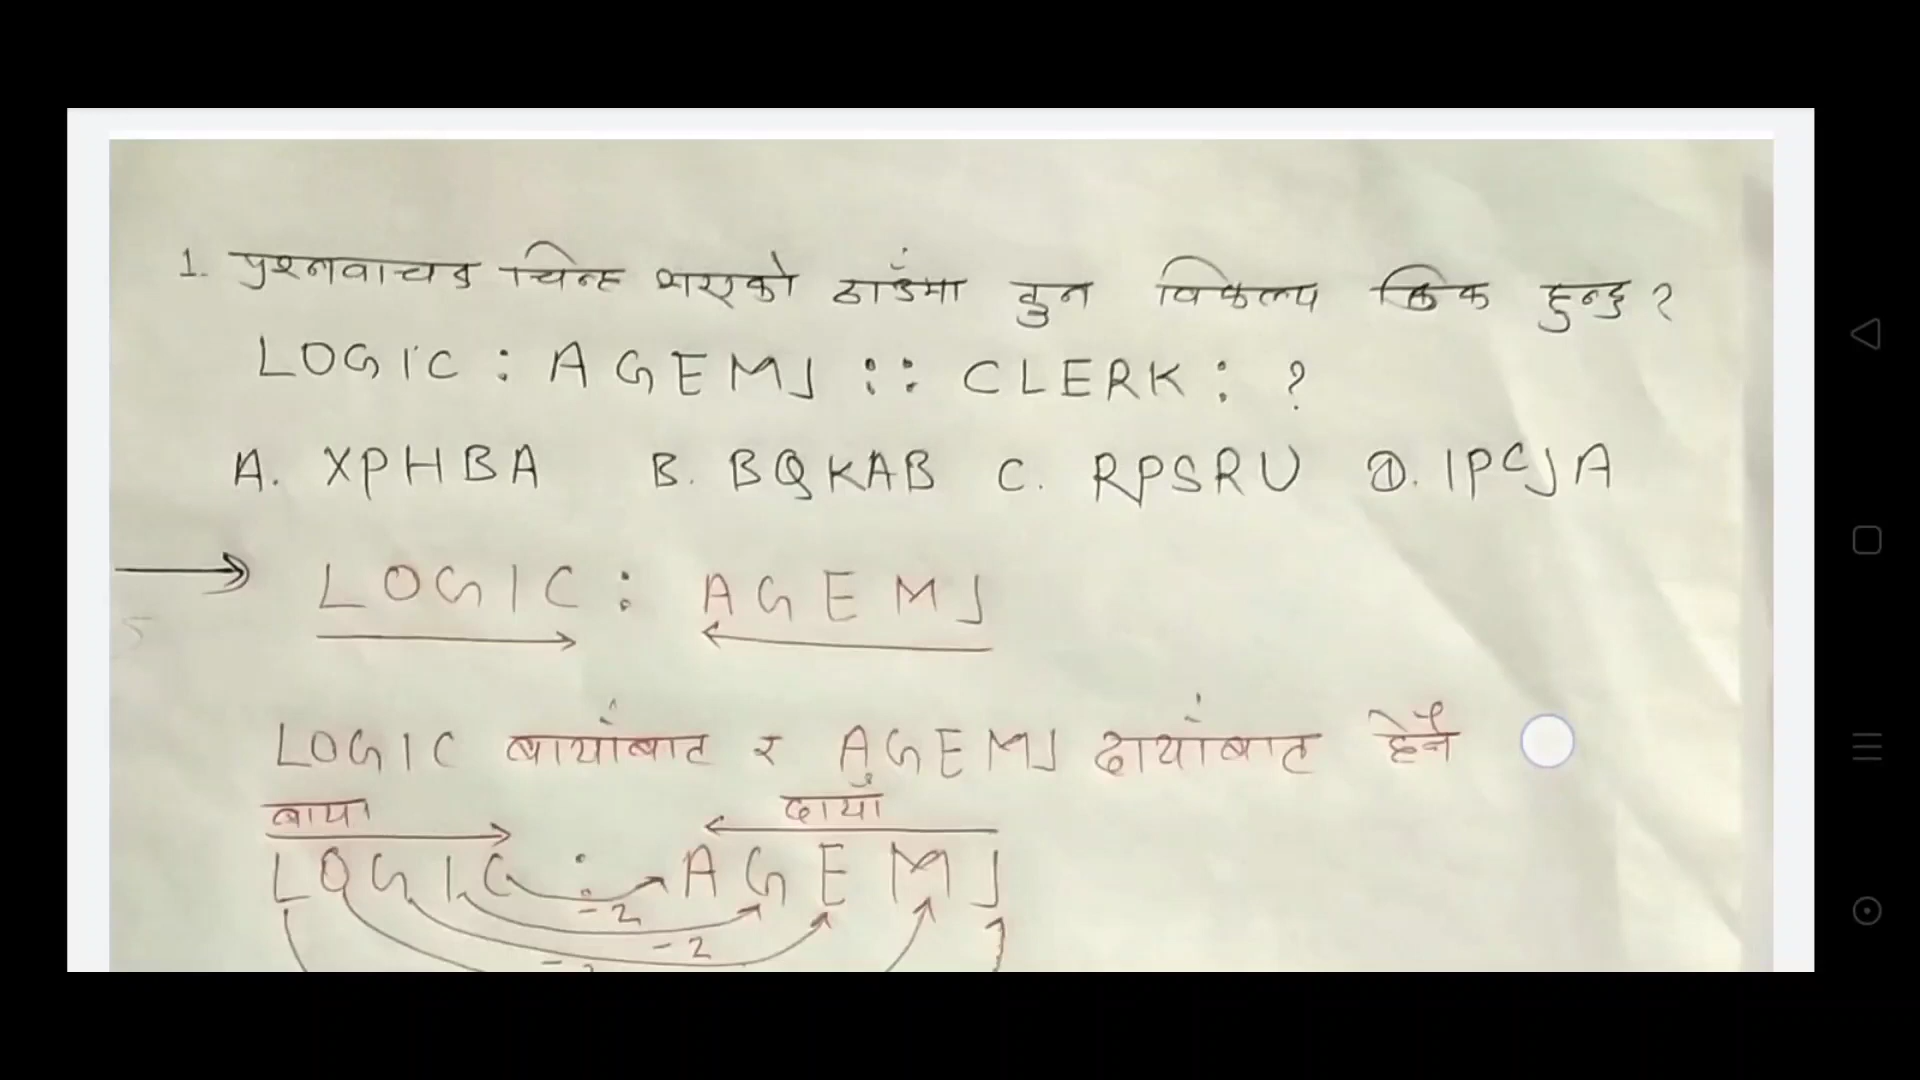 1. प्रश्नवाचक चिन्ह भएको ठाउँमा कुन विकल्प ठिक हुन्छ ?
LOGIC : AGEMJ :: CLERK : ?
A. XPHBA B. BQKAB C. RPSRU D. IPCJA
LOGIC : AGEMJ
LOGIC बायाँबाट र AGEMJ दायाँबाट हेर्ने
बाया दायाँ
LOGIC : AGEMJ
-2
-2